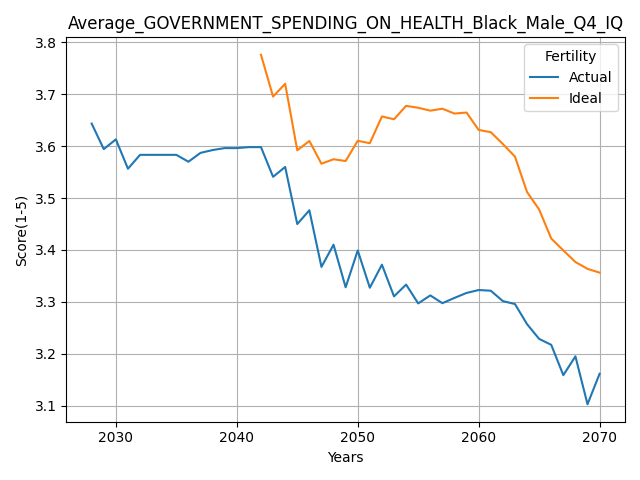 Average_GOVERNMENT_SPENDING_ON_HEALTH_Black_Male_Q4_IQ
Fertility
Actual
Ideal
Score(1-5)
3.8
3.7
3.6
3.5
3.4
3.3
3.2
3.1
2030
2040
2050
2060
2070
Years